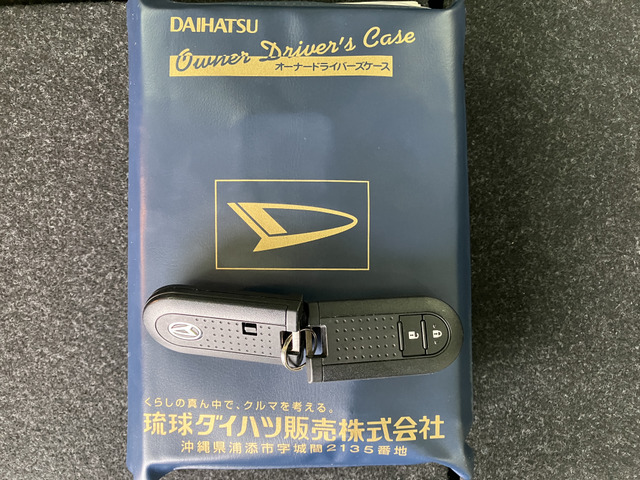 DAIHATSU
Owner Driver's Case
オーナードライバーズケース
くらしの真ん中で、クルマを考える。
琉球ダイハツ販売株式会社
沖縄県浦添市字城間2135番地